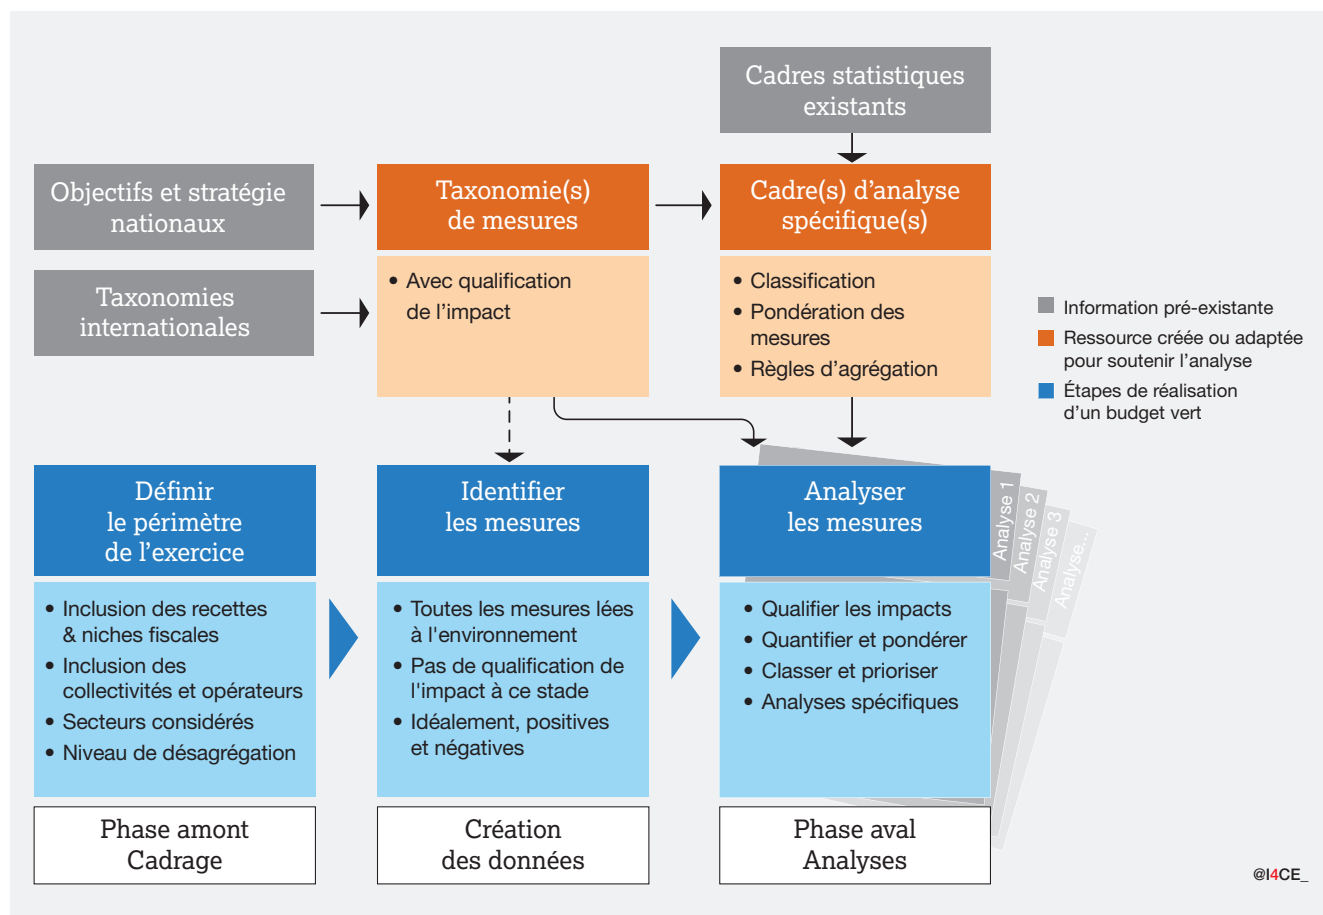 Cadres statistiques
existants
Objectifs et stratégie
nationaux
Taxonomies
internationales
Taxonomie(s)
de mesures
• Avec qualification
de l’impact
Cadre(s) d’analyse
spécifique(s)
• Classification
• Pondération des
mesures
• Règles d’agrégation
Information pré-existante
Ressource créée ou adaptée
pour soutenir l’analyse
Étapes de réalisation
d’un budget vert
Définir
le périmètre
de l’exercice
• Inclusion des recettes
& niches fiscales
• Inclusion des
collectivités et opérateurs
• Secteurs considérés
• Niveau de désagrégation
Phase amont
Cadrage
Identifier
les mesures
• Toutes les mesures lées
à l'environnement
• Pas de qualification de
l'impact à ce stade
• Idéalement, positives
et négatives
Création
des données
Analyser
les mesures
• Qualifier les impacts
• Quantifier et pondérer
• Classer et prioriser
• Analyses spécifiques
Phase aval
Analyses
Analyse 1
Analyse 2
Analyse 3
Analyse...
@I4CE_